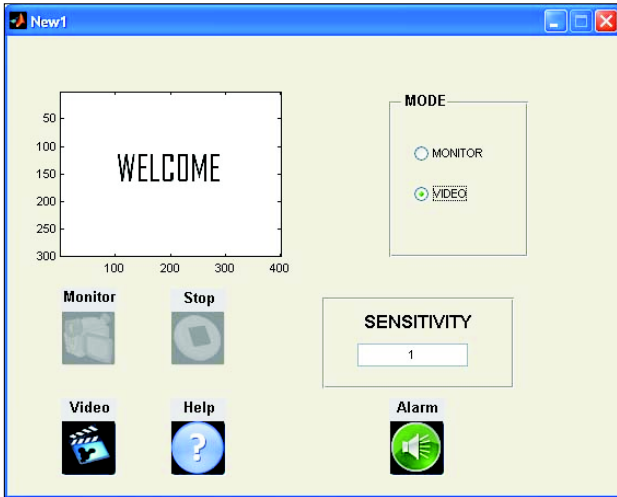 New1
MODE
MONITOR
VIDEO
WELCOME
50
100
150
200
250
300
100 200 300 400
Monitor Stop
SENSITIVITY
1
Video Help Alarm
?